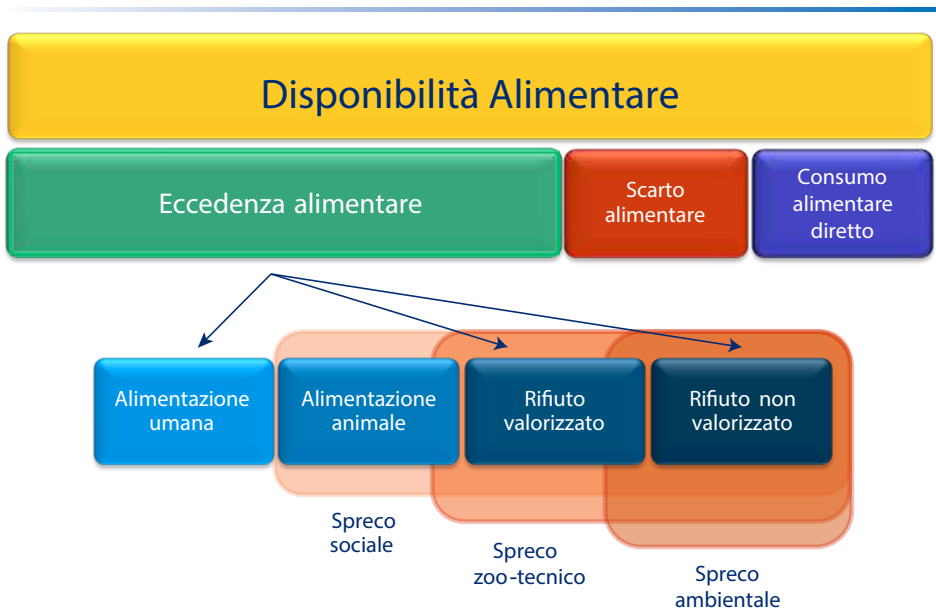 Disponibilità Alimentare
Eccedenza alimentare
Scarto
alimentare
Consumo
alimentare
diretto
Alimentazione
umana
Alimentazione
animale
Rifiuto
valorizzato
Rifiuto non
valorizzato
Spreco
sociale
Spreco
zoo-tecnico
Spreco
ambientale